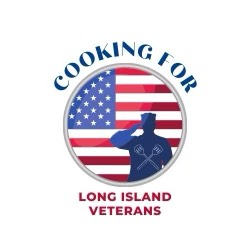 COOKING FOR
LONG ISLAND
VETERANS